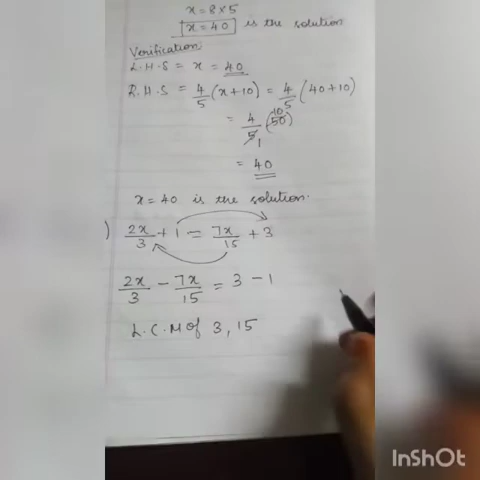 x = 8 × 5
x = 40 is the solution
Verification
L.H.S = x = 40
R.H.S = 4/5 (x + 10) = 4/5 (40 + 10)
= 4/5 1 (50) 10
= 40
x = 40 is the solution.
) 2x/3 + 1 = 7x/15 + 3
2x/3 - 7x/15 = 3 - 1
L.C.M of 3, 15
InShOt